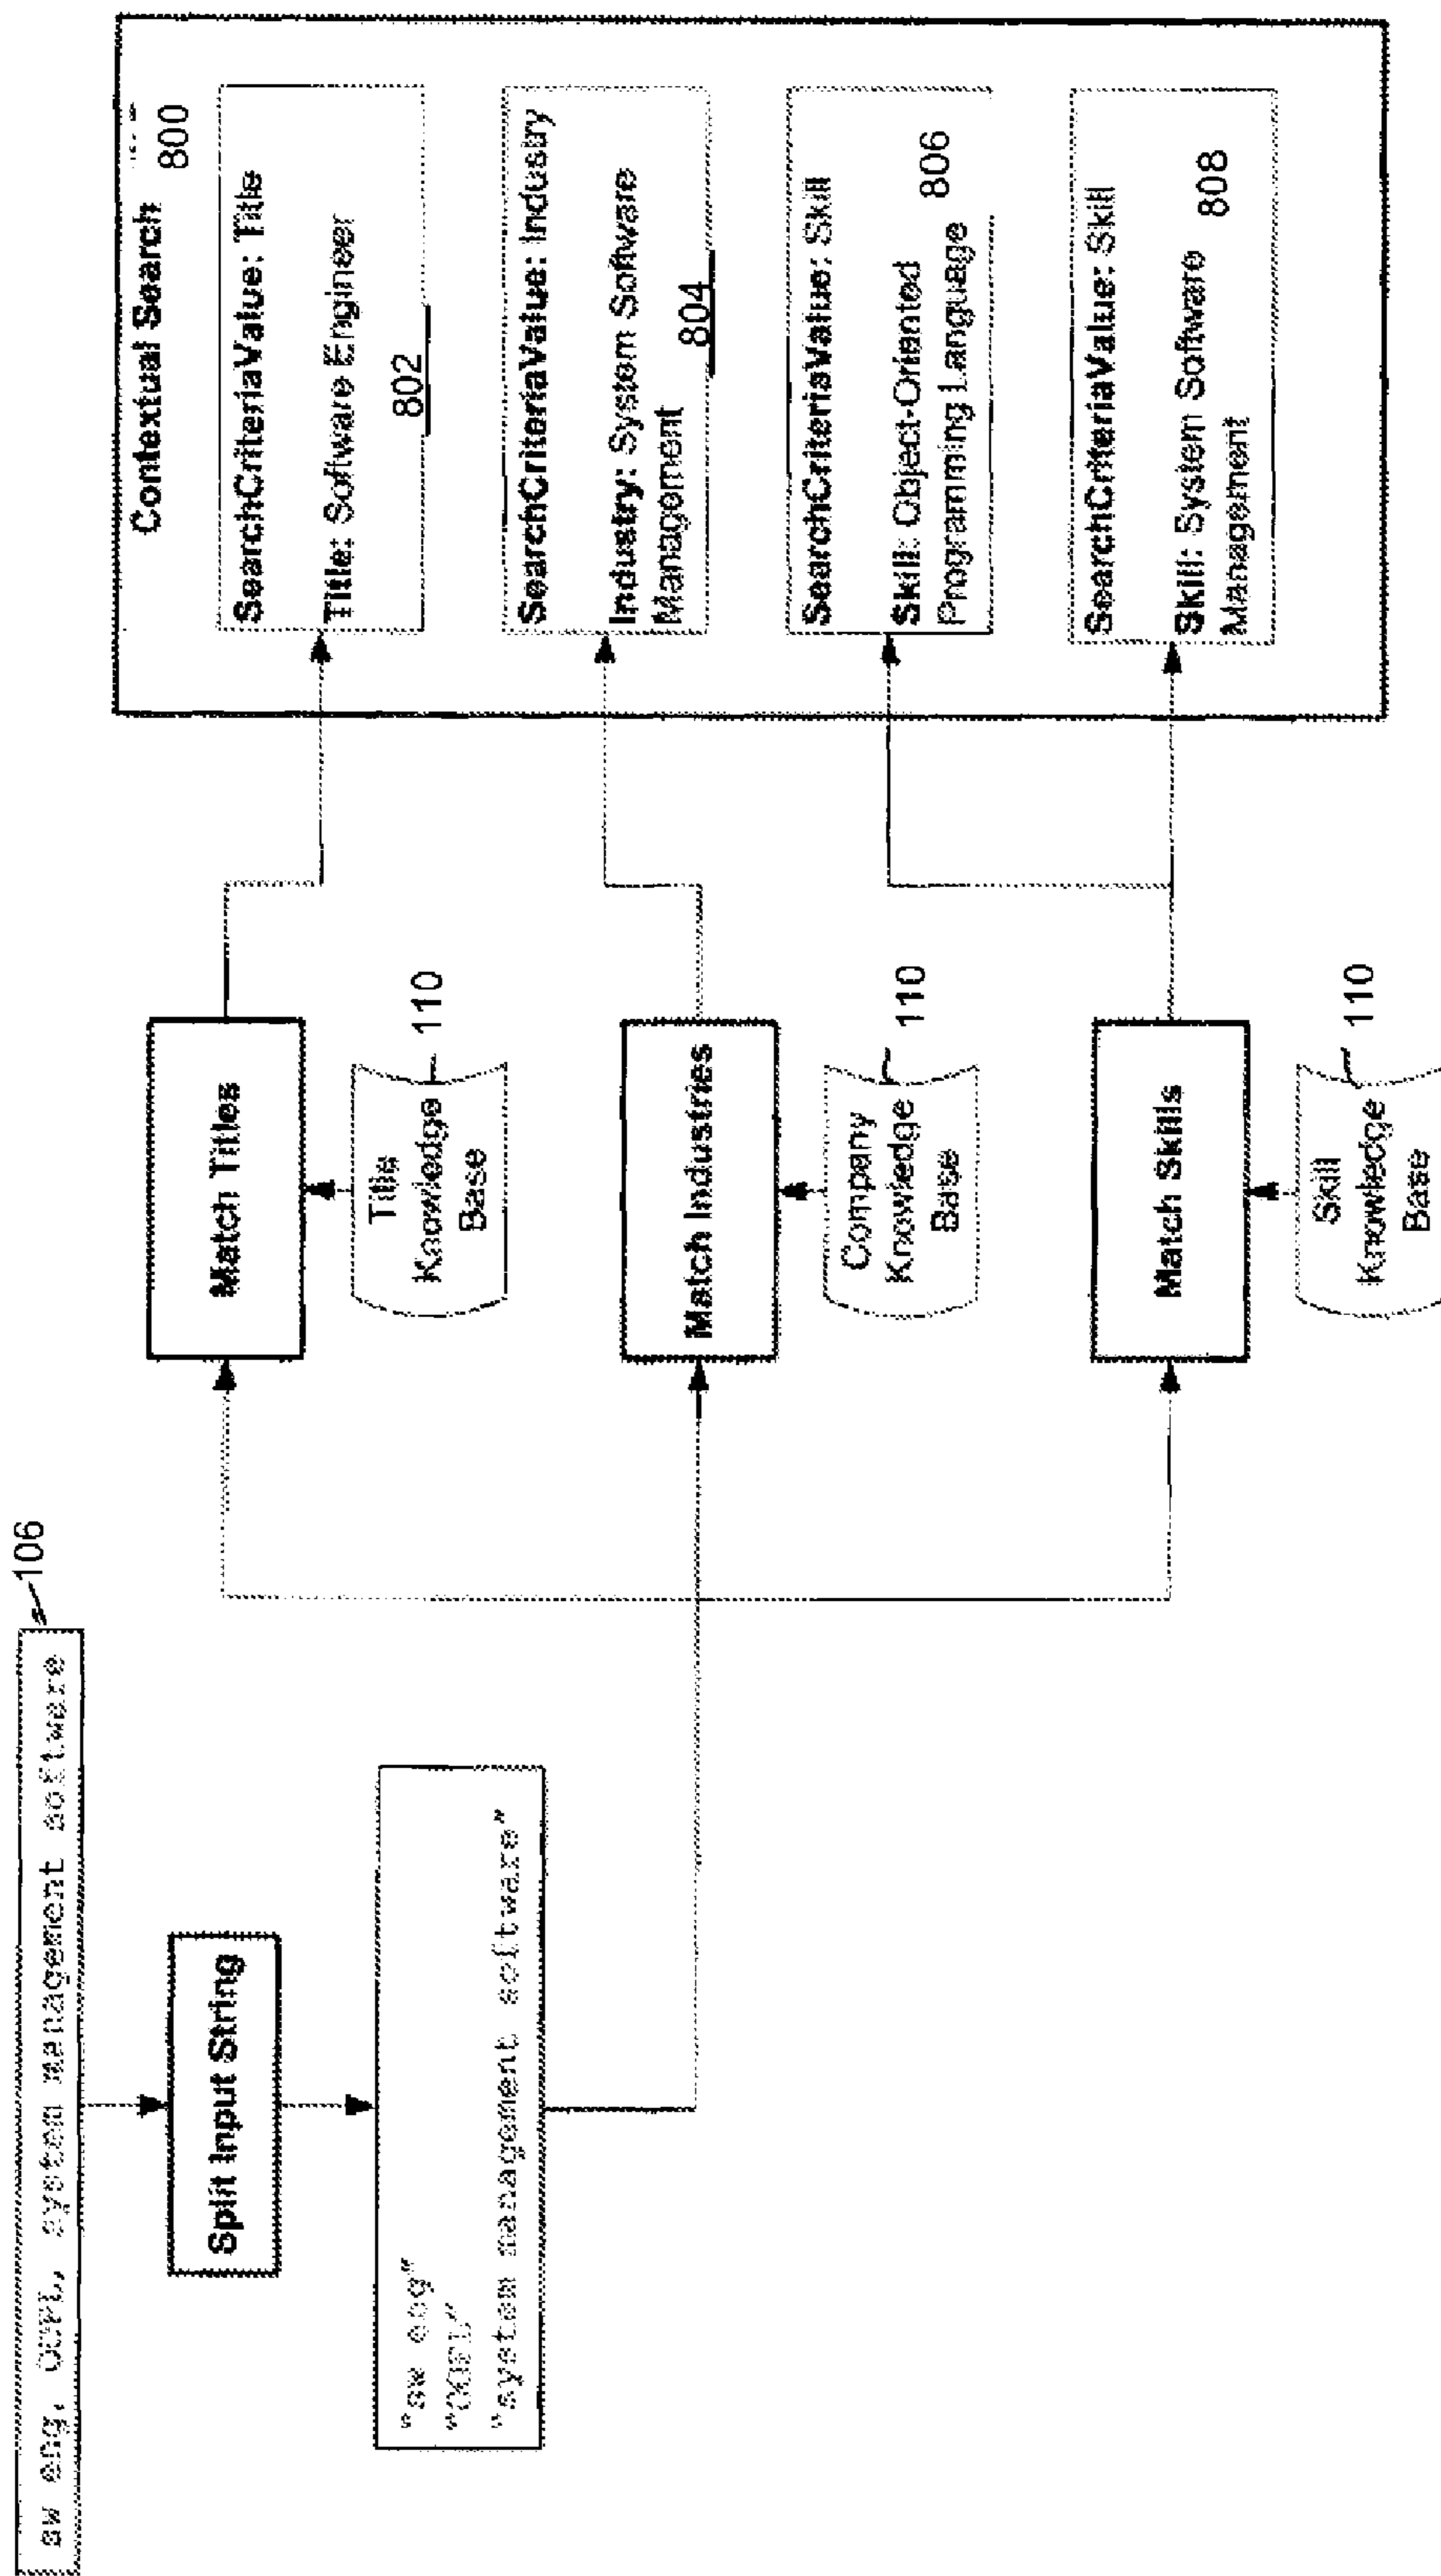 sw eng, OOPL, system management software
106
Split Input String
"sw eng"
"OOPL"
"system management software"
Match Titles
Title
Knowledge
Base
110
Match Industries
Company
Knowledge
Base
110
Match Skills
Skill
Knowledge
Base
110
Contextual Search
800
SearchCriteriaValue: Title
Title: Software Engineer
802
SearchCriteriaValue: Industry
Industry: System Software
Management
804
SearchCriteriaValue: Skill
Skill: Object-Oriented
Programming Language
806
SearchCriteriaValue: Skill
Skill: System Software
Management
808